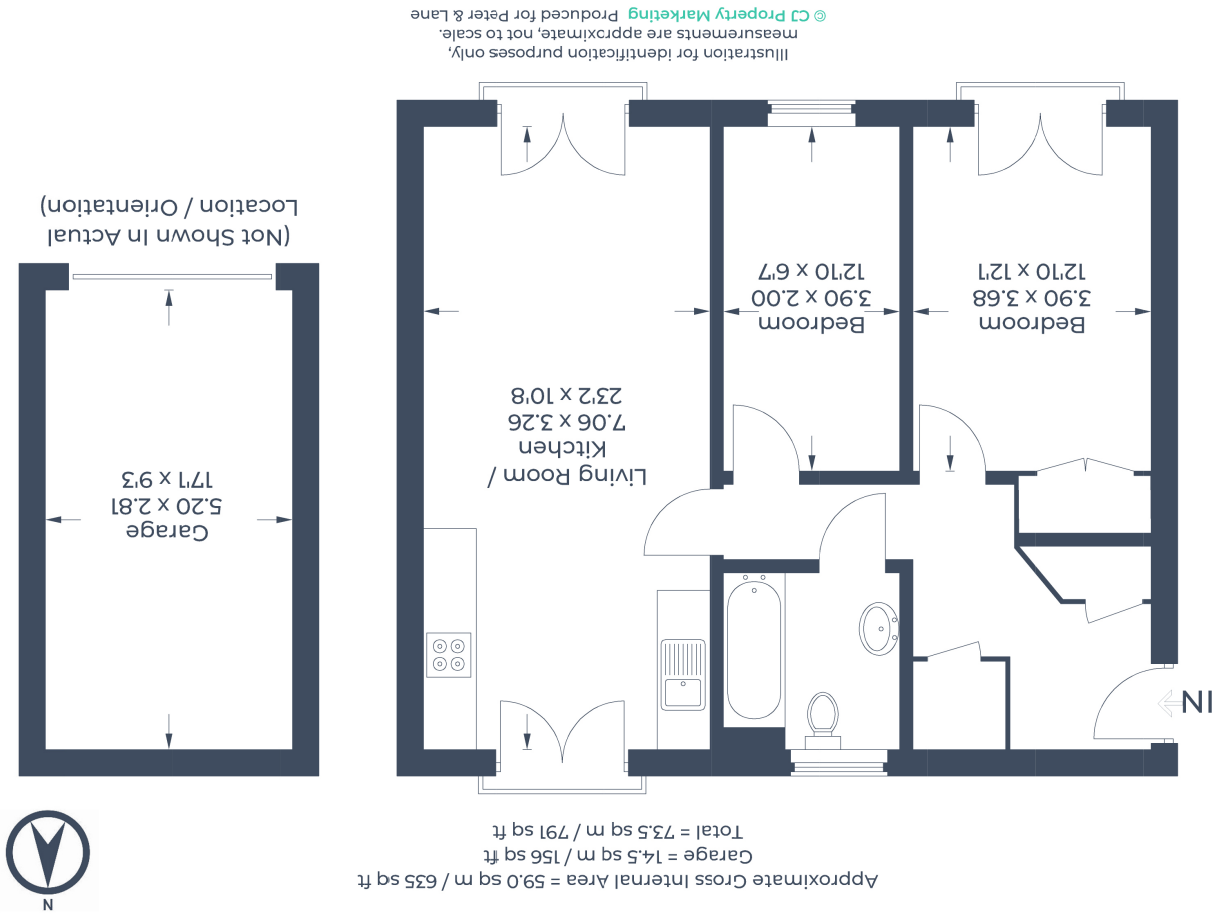 Approximate Gross Internal Area = 59.0 sq m / 635 sq ft
Garage = 14.5 sq m / 156 sq ft
Total = 73.5 sq m / 791 sq ft
N
IN
Living Room /
Kitchen
7.06 x 3.26
23'2 x 10'8
Bedroom
3.90 x 2.00
12'10 x 6'7
Bedroom
3.90 x 3.68
12'10 x 12'1
Garage
5.20 x 2.81
17'1 x 9'3
(Not Shown In Actual
Location / Orientation)
Illustration for identification purposes only,
measurements are approximate, not to scale.
© CJ Property Marketing Produced for Peter & Lane